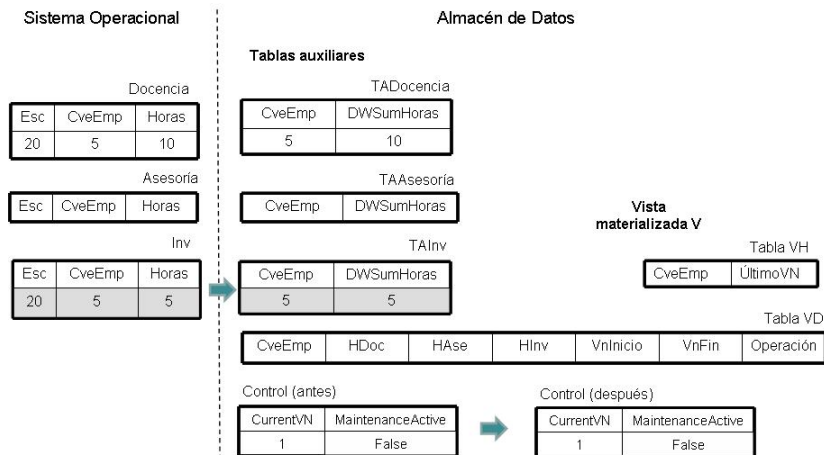 Sistema Operacional
Almacén de Datos
Tablas auxiliares
Docencia
Esc CveEmp Horas
20 5 10
TADocencia
CveEmp DWSumHoras
5 10
Asesoría
Esc CveEmp Horas
TAAsesoría
CveEmp DWSumHoras
Inv
Esc CveEmp Horas
20 5 5
TAInv
CveEmp DWSumHoras
5 5
Vista
materializada V
Tabla VH
CveEmp ÚltimoVN
Tabla VD
CveEmp HDoc HAse HInv VnInicio VnFin Operación
Control (antes)
CurrentVN MaintenanceActive
1 False
Control (después)
CurrentVN MaintenanceActive
1 False